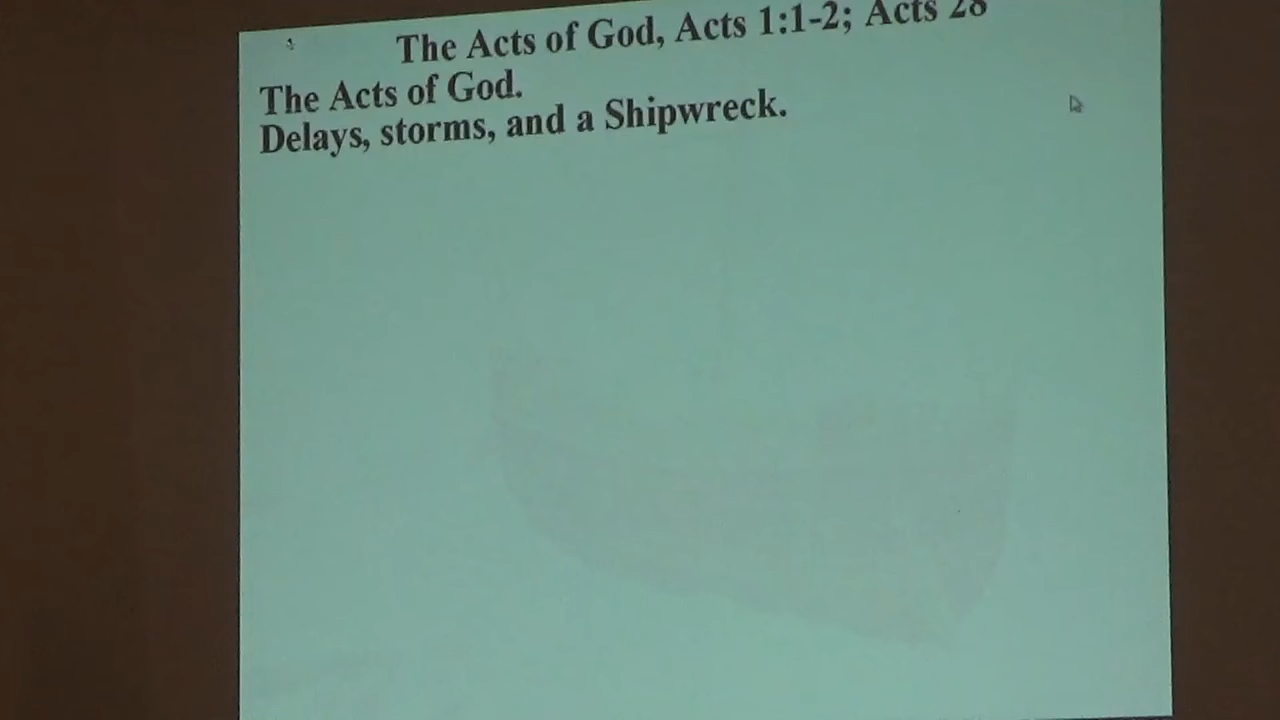 The Acts of God, Acts 1:1-2; Acts 28
The Acts of God.
Delays, storms, and a Shipwreck.